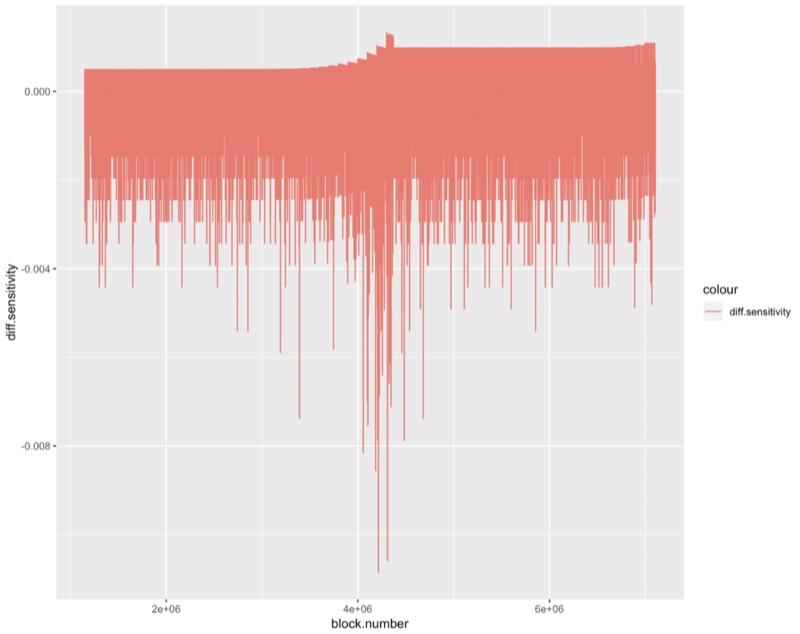 0.000
-0.004
-0.008
diff.sensitivity
2e+06
4e+06
6e+06
block.number
colour
diff.sensitivity